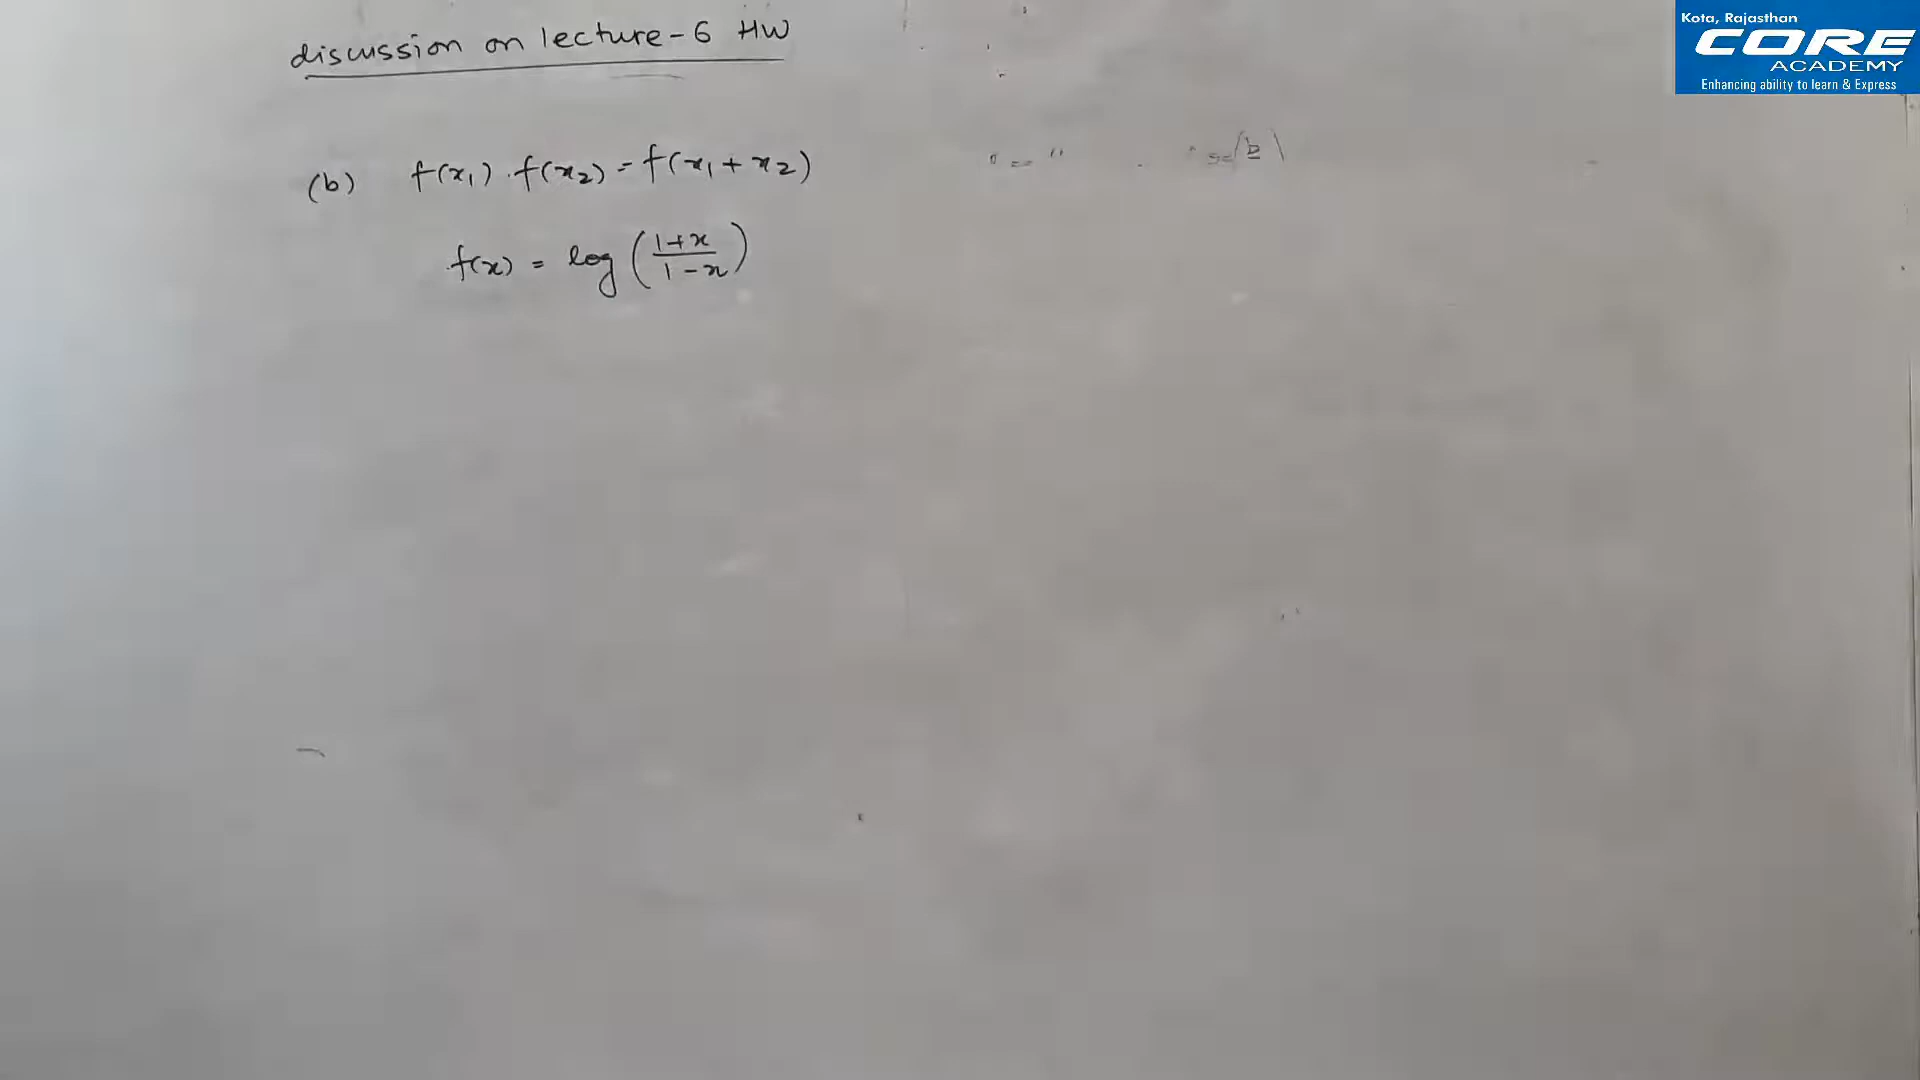 discussion on lecture-6 HW
(b) f(x₁).f(x₂) = f(x₁+x₂)
f(x) = log((1+x)/(1-x))
Kota, Rajasthan
CORE
ACADEMY
Enhancing ability to learn & Express